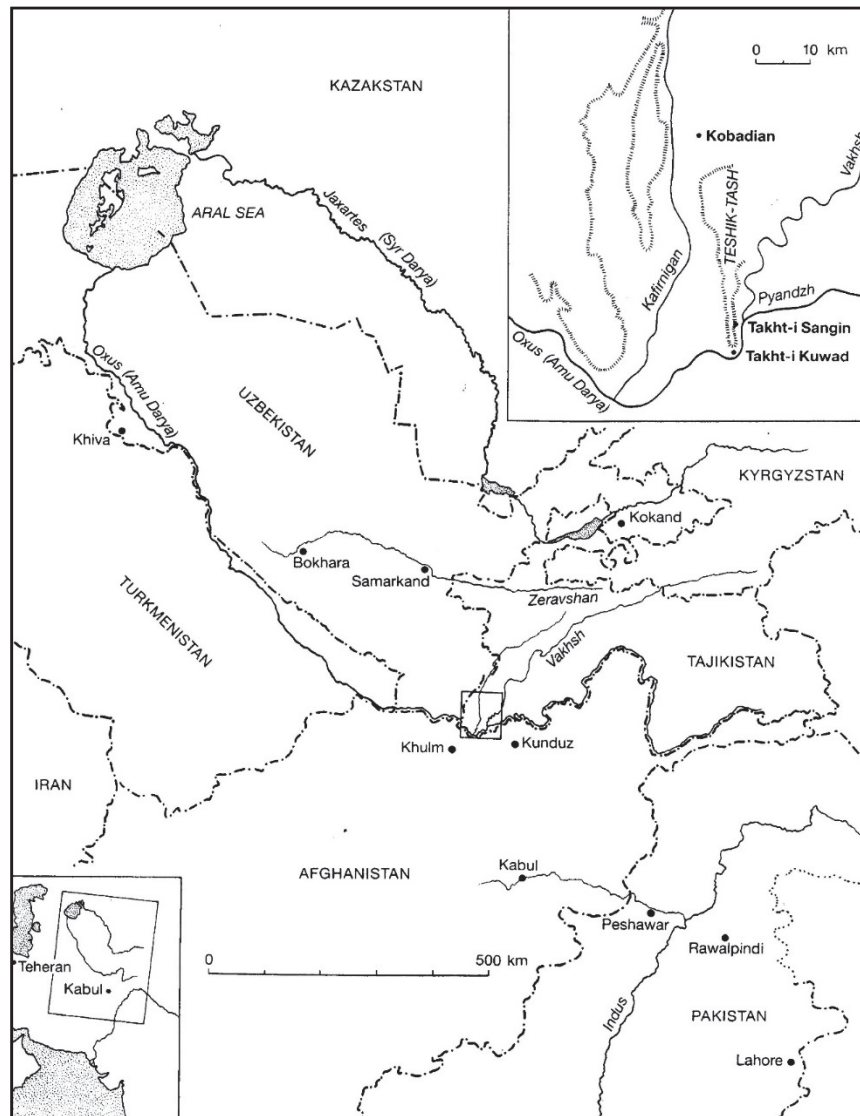 KAZAKSTAN
ARAL SEA
Jaxartes (Syr Darya)
Oxus (Amu Darya)
Khiva
UZBEKISTAN
KYRGYZSTAN
Kokand
Bokhara
Samarkand
Zeravshan
TURKMENISTAN
Vakhsh
TAJIKISTAN
Khulm
Kunduz
IRAN
AFGHANISTAN
Kabul
Peshawar
Rawalpindi
0 500 km
Indus
PAKISTAN
Lahore
0 10 km
Kobadian
Vakhsh
TESHIK-TASH
Kafirnigan
Pyandzh
Takht-i Sangin
Takht-i Kuwad
Oxus (Amu Darya)
Teheran
Kabul